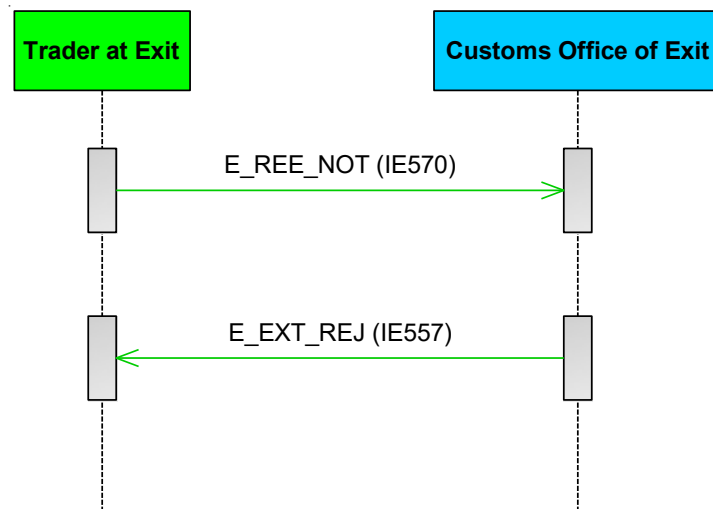 Trader at Exit
Customs Office of Exit
E_REE_NOT (IE570)
E_EXT_REJ (IE557)